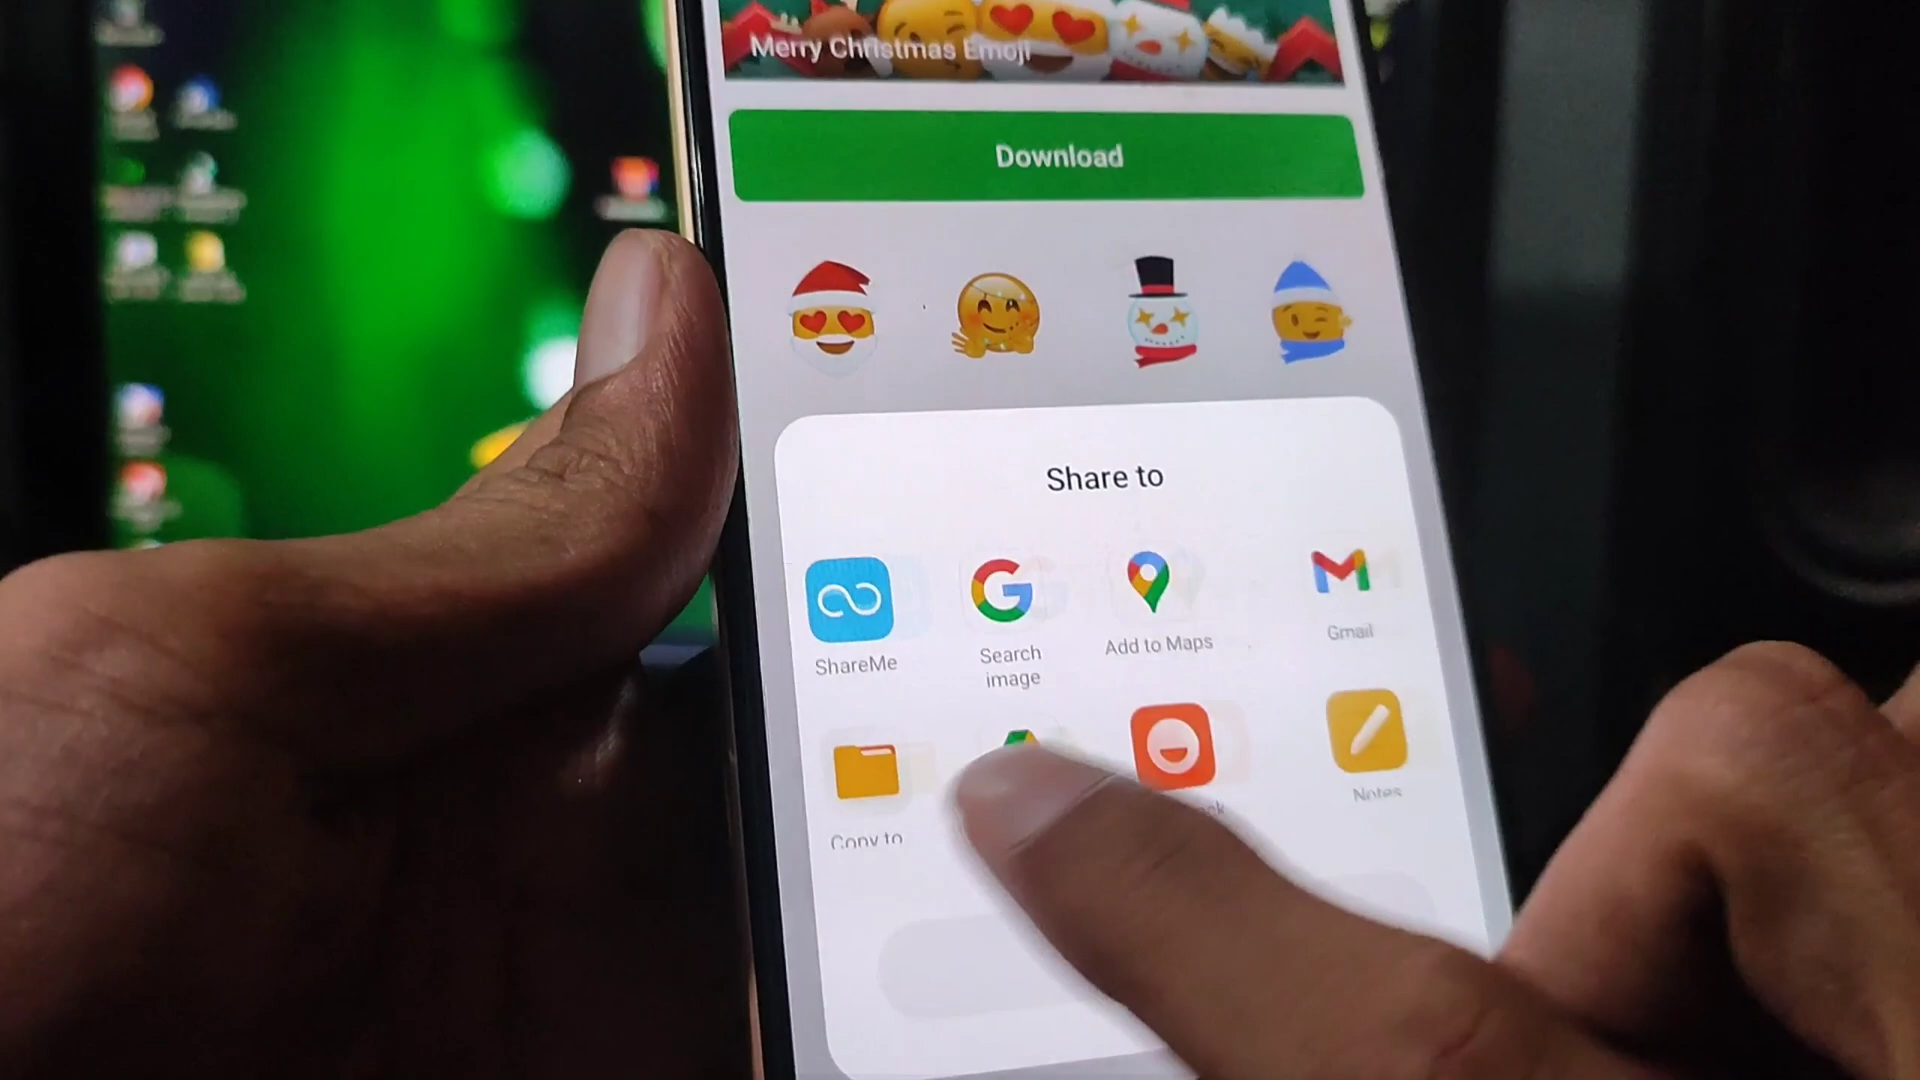 Merry Christmas Emoji
Download
Share to
ShareMe
Search
image
Add to Maps
Gmail
Copy to
Notes